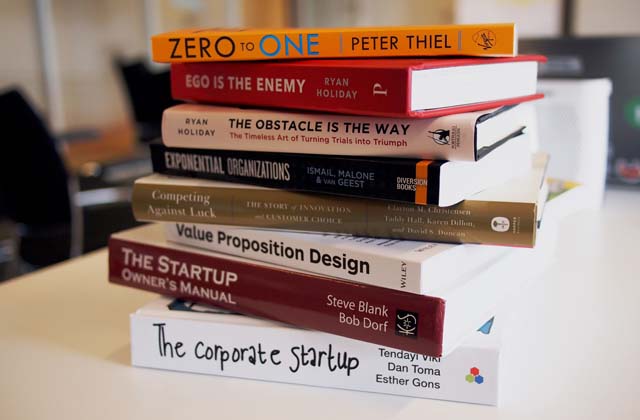 ZERO TO ONE | PETER THIEL |
EGO IS THE ENEMY RYAN HOLIDAY P
RYAN HOLIDAY THE OBSTACLE IS THE WAY
The Timeless Art of Turning Trials into Triumph
EXPONENTIAL ORGANIZATIONS ISMAIL, MALONE & VAN GEEST DIVERSION BOOKS
Competing Against Luck THE STORY OF INNOVATION and CUSTOMER CHOICE Clayton M. Christensen Taddy Hall, Karen Dillon, and David S. Duncan
Value Proposition Design WILEY
THE STARTUP OWNER'S MANUAL Steve Blank Bob Dorf
The corporate startup Tendayi Viki Dan Toma Esther Gons